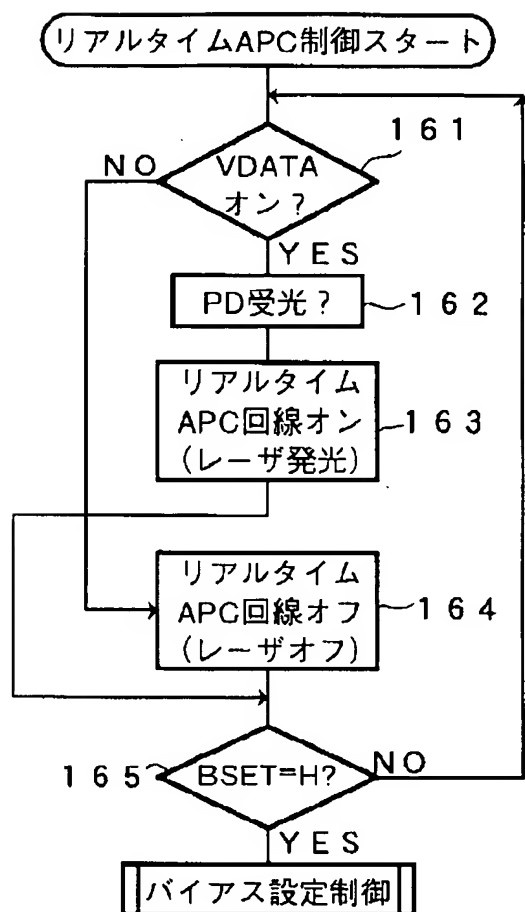 リアルタイムAPC制御スタート
161
NO
VDATA
オン?
YES
PD受光?
162
リアルタイム
APC回線オン
(レーザ発光)
163
リアルタイム
APC回線オフ
(レーザオフ)
164
165
BSET=H?
NO
YES
バイアス設定制御